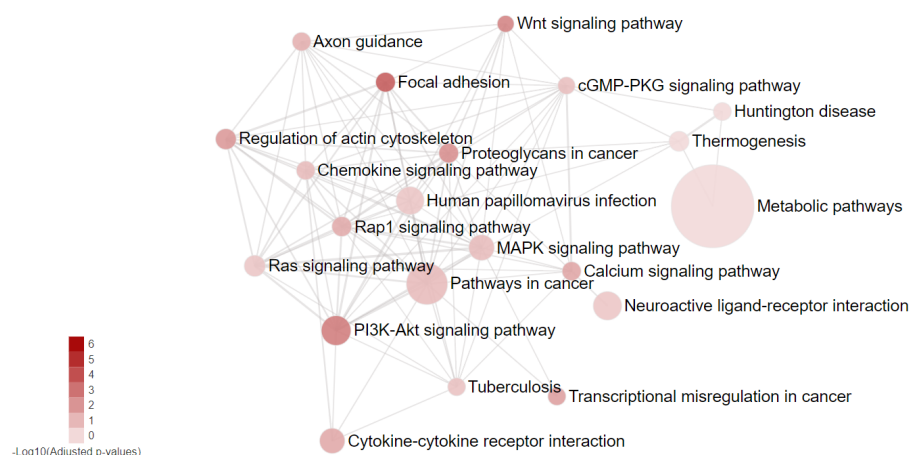 Wnt signaling pathway
Axon guidance
Focal adhesion
cGMP-PKG signaling pathway
Huntington disease
Regulation of actin cytoskeleton
Thermogenesis
Proteoglycans in cancer
Chemokine signaling pathway
Human papillomavirus infection
Metabolic pathways
Rap1 signaling pathway
MAPK signaling pathway
Ras signaling pathway
Calcium signaling pathway
Pathways in cancer
Neuroactive ligand-receptor interaction
PI3K-Akt signaling pathway
Tuberculosis
Transcriptional misregulation in cancer
Cytokine-cytokine receptor interaction
6
5
4
3
2
1
0
-Log10(Adjusted p-values)